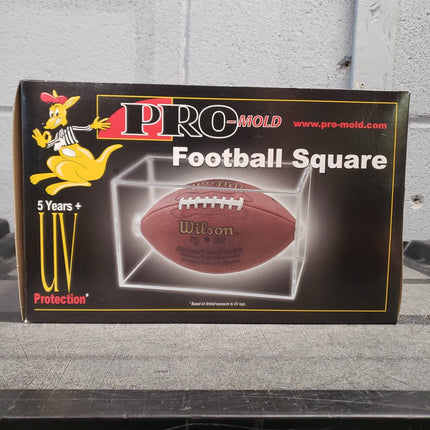 PRO-MOLD
www.pro-mold.com
Football Square
5 Years +
UV
Protection*
Wilson
*Based on limited exposure to UV rays.